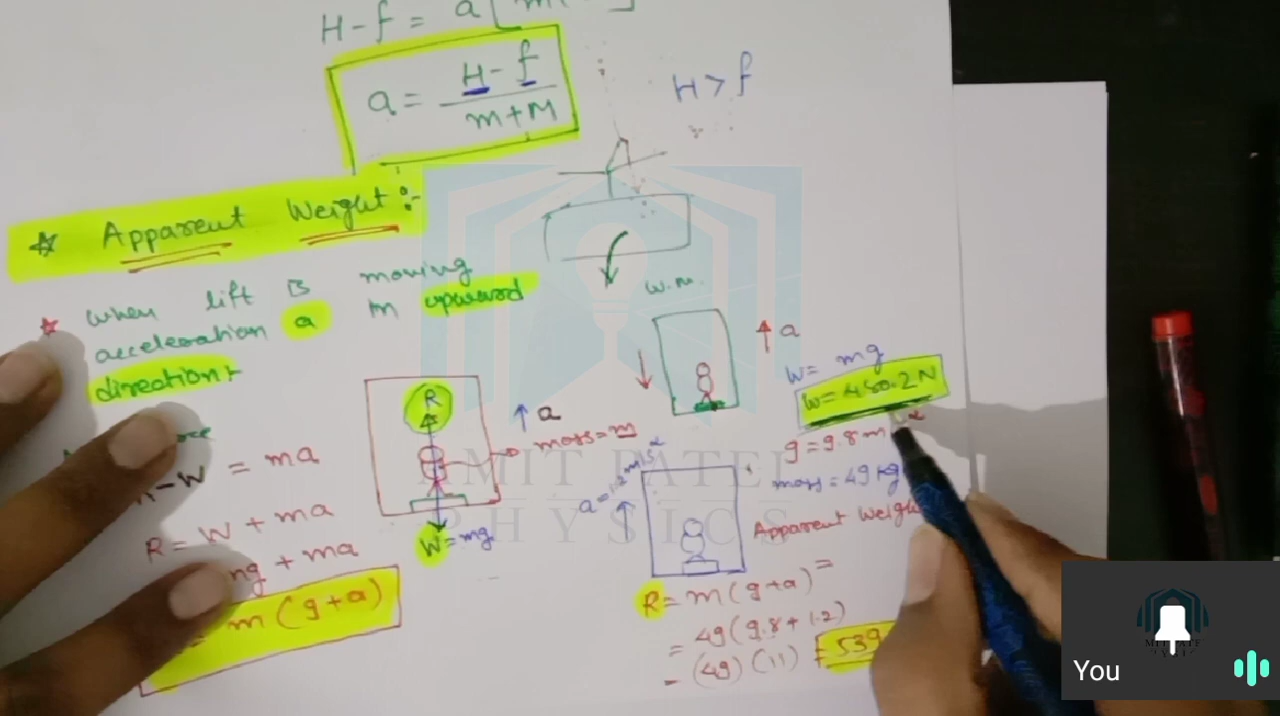 H-f = a [m
a = H - f / m+M
H > f
☆ Apparent Weight :-
★ when lift is moving
acceleration a in upward
direction:-
R
a
mass = m
W=mg
-W = ma
R = W + ma
mg + ma
m(g+a)
w.m.
a
W = mg
W = 480.2N
g = 9.8 m
mass = 49 kg
a = 1.2 m/s²
Apparent Weight
=
R = m(g+a)
= 49(9.8+1.2)
= (49)(11) = 539
AMIT PATEL
PHYSICS
You